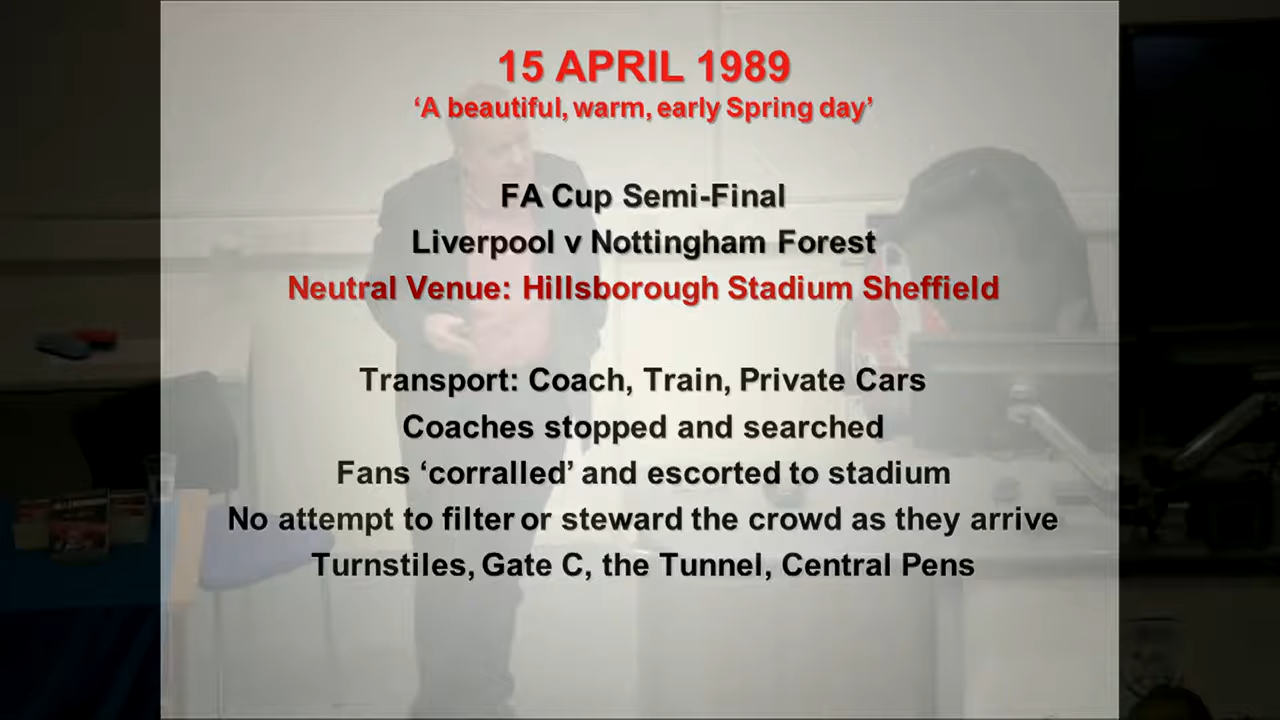 15 APRIL 1989
‘A beautiful, warm, early Spring day’
FA Cup Semi-Final
Liverpool v Nottingham Forest
Neutral Venue: Hillsborough Stadium Sheffield
Transport: Coach, Train, Private Cars
Coaches stopped and searched
Fans ‘corralled’ and escorted to stadium
No attempt to filter or steward the crowd as they arrive
Turnstiles, Gate C, the Tunnel, Central Pens